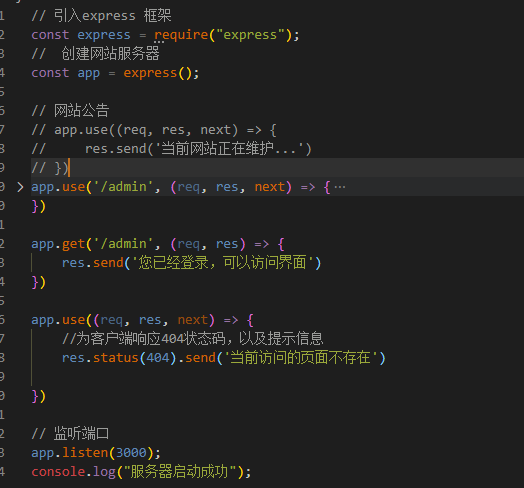 1 // 引入express 框架
2 const express = require("express");
3 //  创建网站服务器
4 const app = express();
5
6 // 网站公告
7 // app.use((req, res, next) => {
8 //     res.send('当前网站正在维护...')
9 // })
0 > app.use('/admin', (req, res, next) => { ⋯
0 })
1
2 app.get('/admin', (req, res) => {
3     res.send('您已经登录，可以访问界面')
4 })
5
6 app.use((req, res, next) => {
7     //为客户端响应404状态码，以及提示信息
8     res.status(404).send('当前访问的页面不存在')
9
0 })
1
2 // 监听端口
3 app.listen(3000);
4 console.log("服务器启动成功");